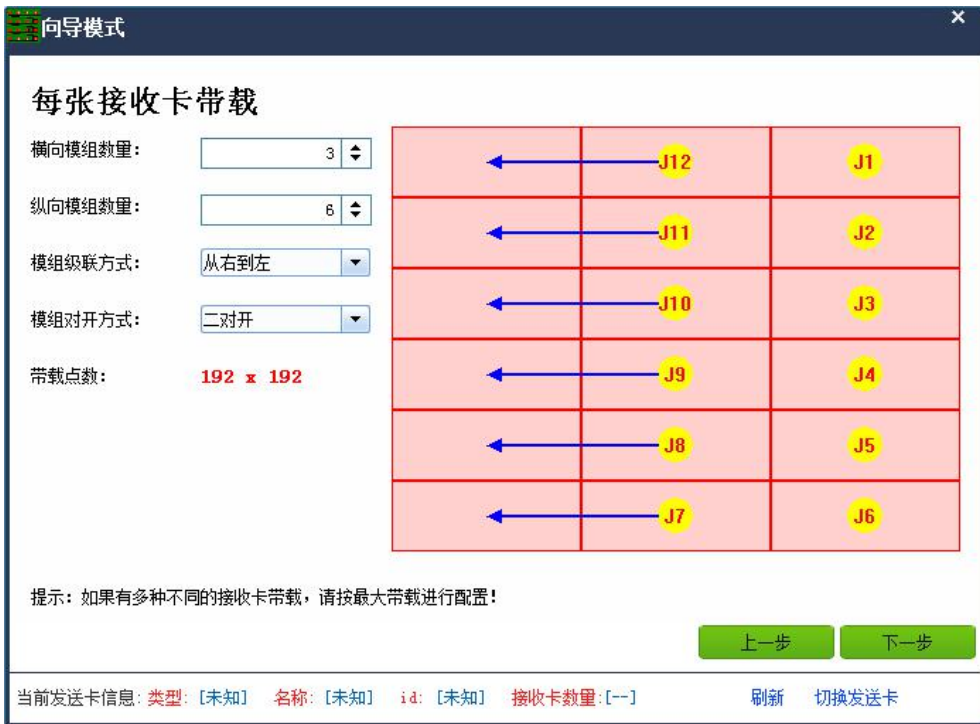 向导模式
每张接收卡带载
横向模组数量: 3
纵向模组数量: 6
模组级联方式: 从右到左
模组对开方式: 二对开
带载点数: 192 x 192
J12 J1
J11 J2
J10 J3
J9 J4
J8 J5
J7 J6
提示: 如果有多种不同的接收卡带载,请按最大带载进行配置!
上一步 下一步
当前发送卡信息: 类型: [未知] 名称: [未知] id: [未知] 接收卡数量:[--] 刷新 切换发送卡